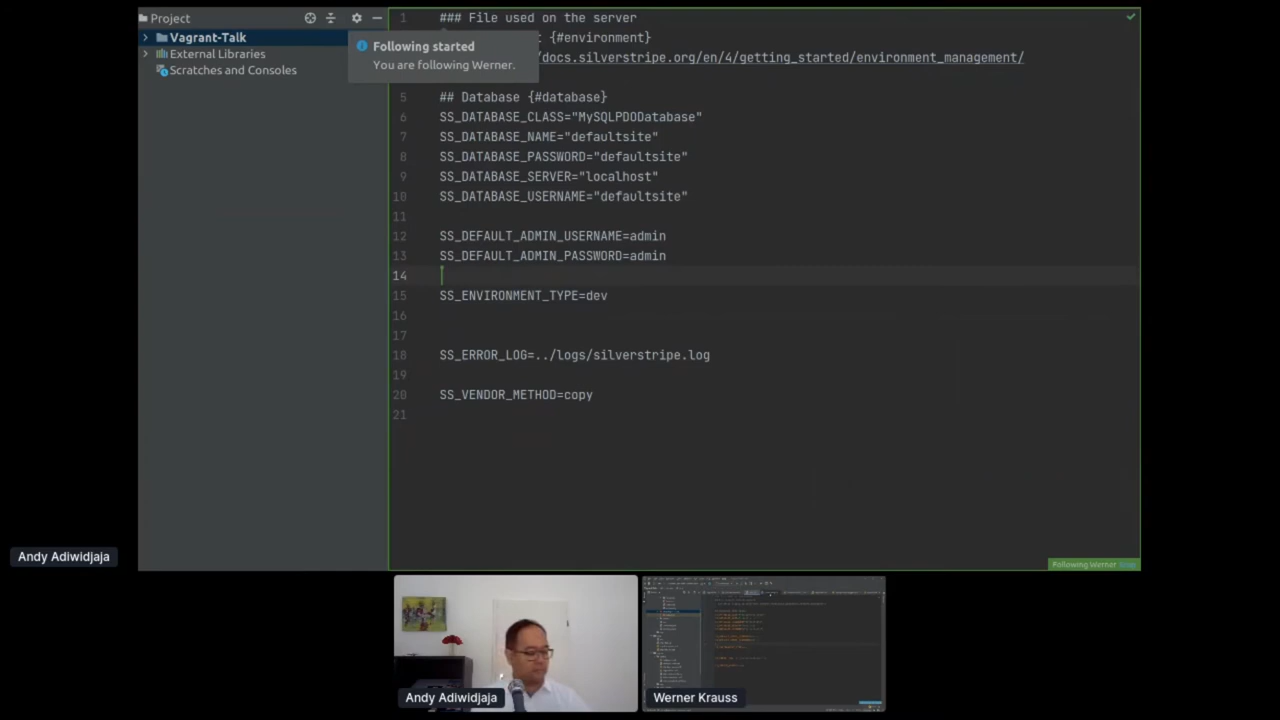 Project
Vagrant-Talk
External Libraries
Scratches and Consoles
Following started
You are following Werner.
1 ### File used on the server
t {#environment}
/docs.silverstripe.org/en/4/getting_started/environment_management/
5 ## Database {#database}
6 SS_DATABASE_CLASS="MySQLPDODatabase"
7 SS_DATABASE_NAME="defaultsite"
8 SS_DATABASE_PASSWORD="defaultsite"
9 SS_DATABASE_SERVER="localhost"
10 SS_DATABASE_USERNAME="defaultsite"
11
12 SS_DEFAULT_ADMIN_USERNAME=admin
13 SS_DEFAULT_ADMIN_PASSWORD=admin
14
15 SS_ENVIRONMENT_TYPE=dev
16
17
18 SS_ERROR_LOG=../logs/silverstripe.log
19
20 SS_VENDOR_METHOD=copy
21
Following Werner Stop
Andy Adiwidjaja
Andy Adiwidjaja
Werner Krauss